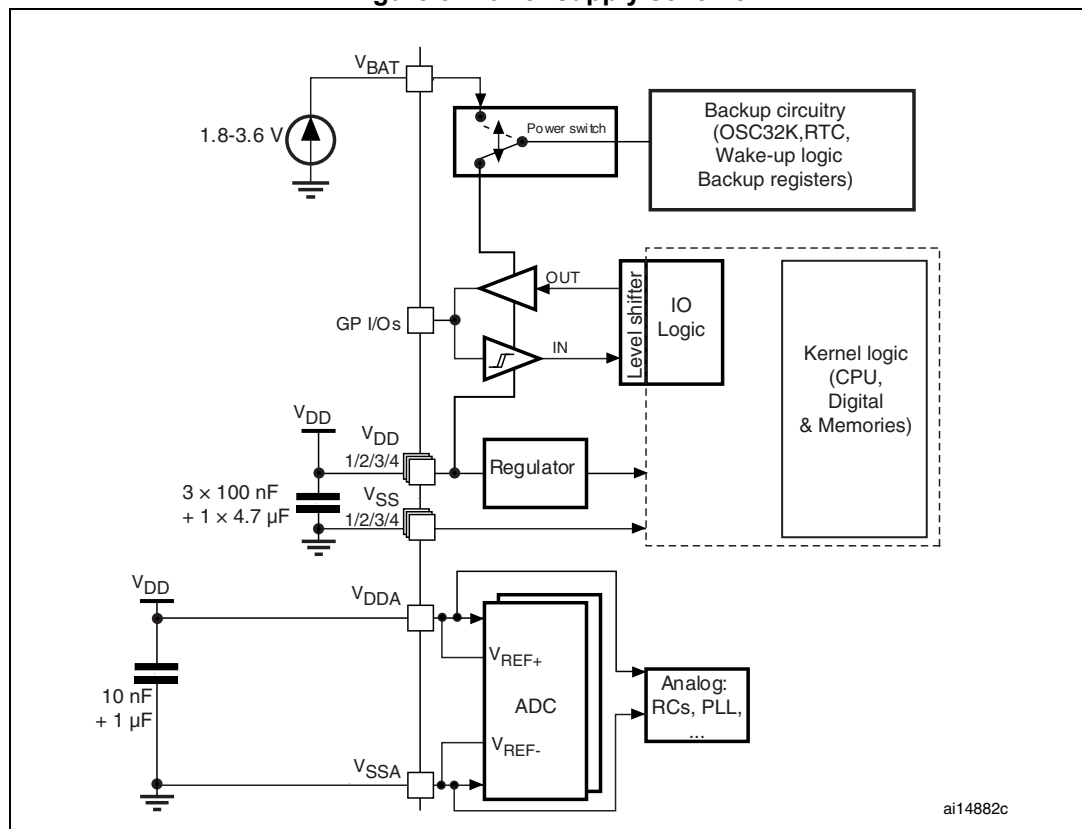 V_BAT
1.8-3.6 V
Power switch
Backup circuitry
(OSC32K,RTC,
Wake-up logic
Backup registers)
OUT
GP I/Os
IN
Level shifter
IO
Logic
Kernel logic
(CPU,
Digital
& Memories)
V_DD
V_DD
1/2/3/4
Regulator
3 × 100 nF
+ 1 × 4.7 µF
V_SS
1/2/3/4
V_DD
V_DDA
V_REF+
10 nF
+ 1 µF
ADC
Analog:
RCs, PLL,
...
V_REF-
V_SSA
ai14882c